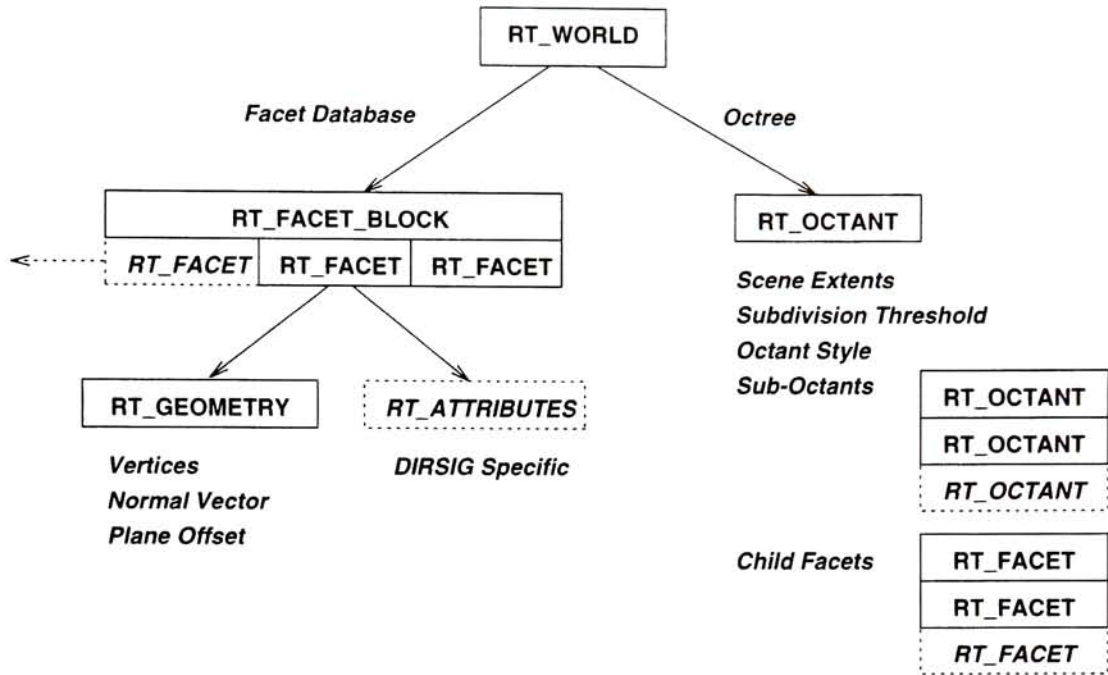 RT_WORLD
Facet Database
Octree
RT_FACET_BLOCK
RT_FACET RT_FACET RT_FACET
RT_OCTANT
Scene Extents
Subdivision Threshold
Octant Style
Sub-Octants
RT_OCTANT
RT_OCTANT
RT_OCTANT
Child Facets
RT_FACET
RT_FACET
RT_FACET
RT_GEOMETRY
Vertices
Normal Vector
Plane Offset
RT_ATTRIBUTES
DIRSIG Specific